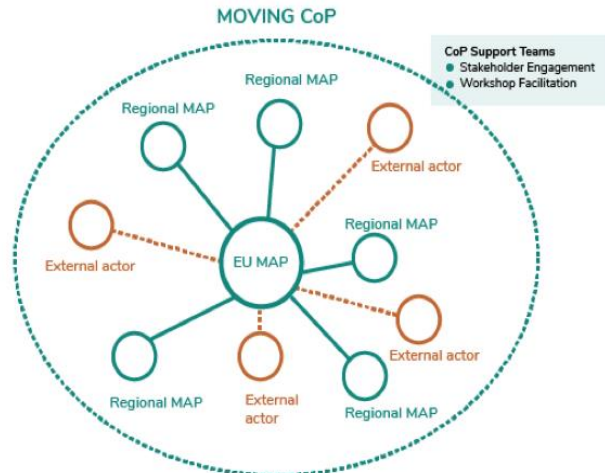 MOVING CoP
CoP Support Teams
Stakeholder Engagement
Workshop Facilitation
Regional MAP
Regional MAP
External actor
Regional MAP
External actor
EU MAP
External actor
Regional MAP
External
actor
Regional MAP